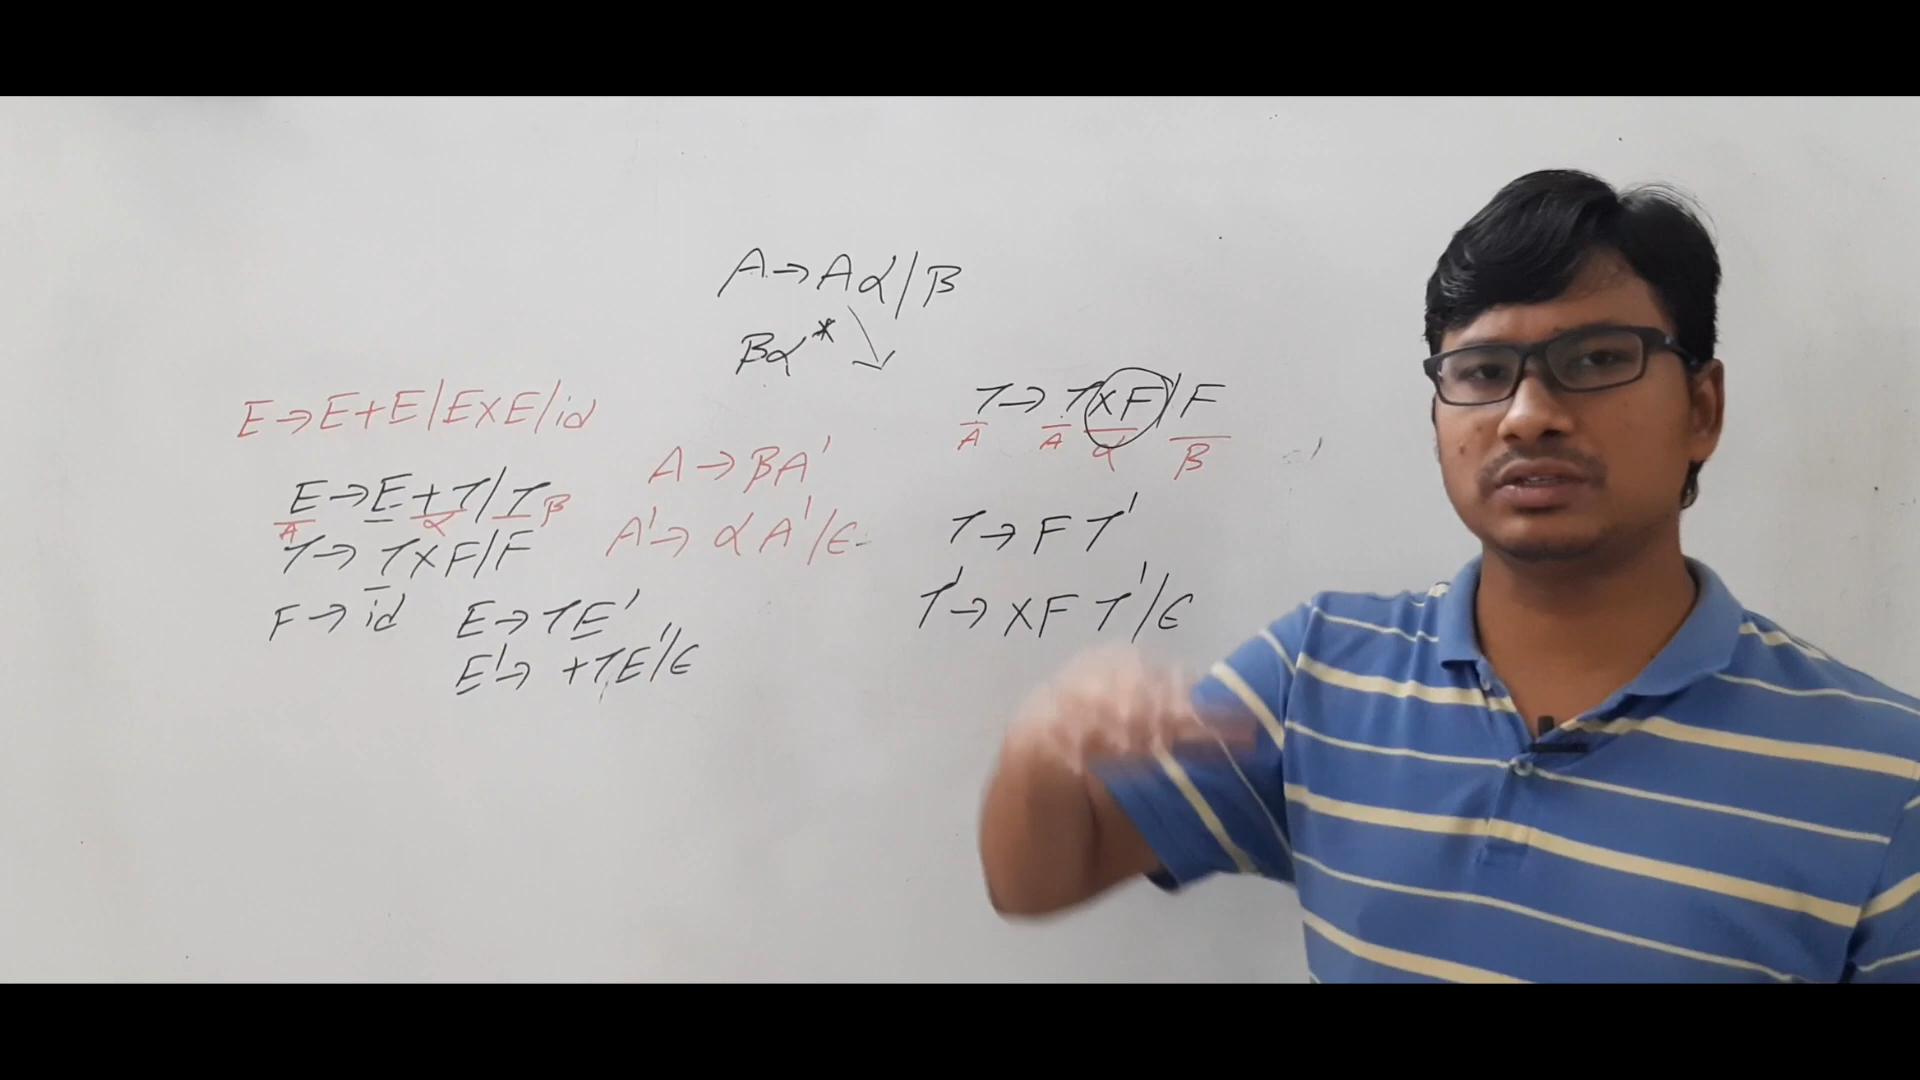 A → Aα/β
βα*
E → E+E/E×E/id
E → E+T/T
A α β
T → T×F/F
F → id
E → TE'
E' → +TE'/ϵ
A → βA'
A' → αA'/ϵ
T → T×F/F
A A α β
T → FT'
T' → ×FT'/ϵ